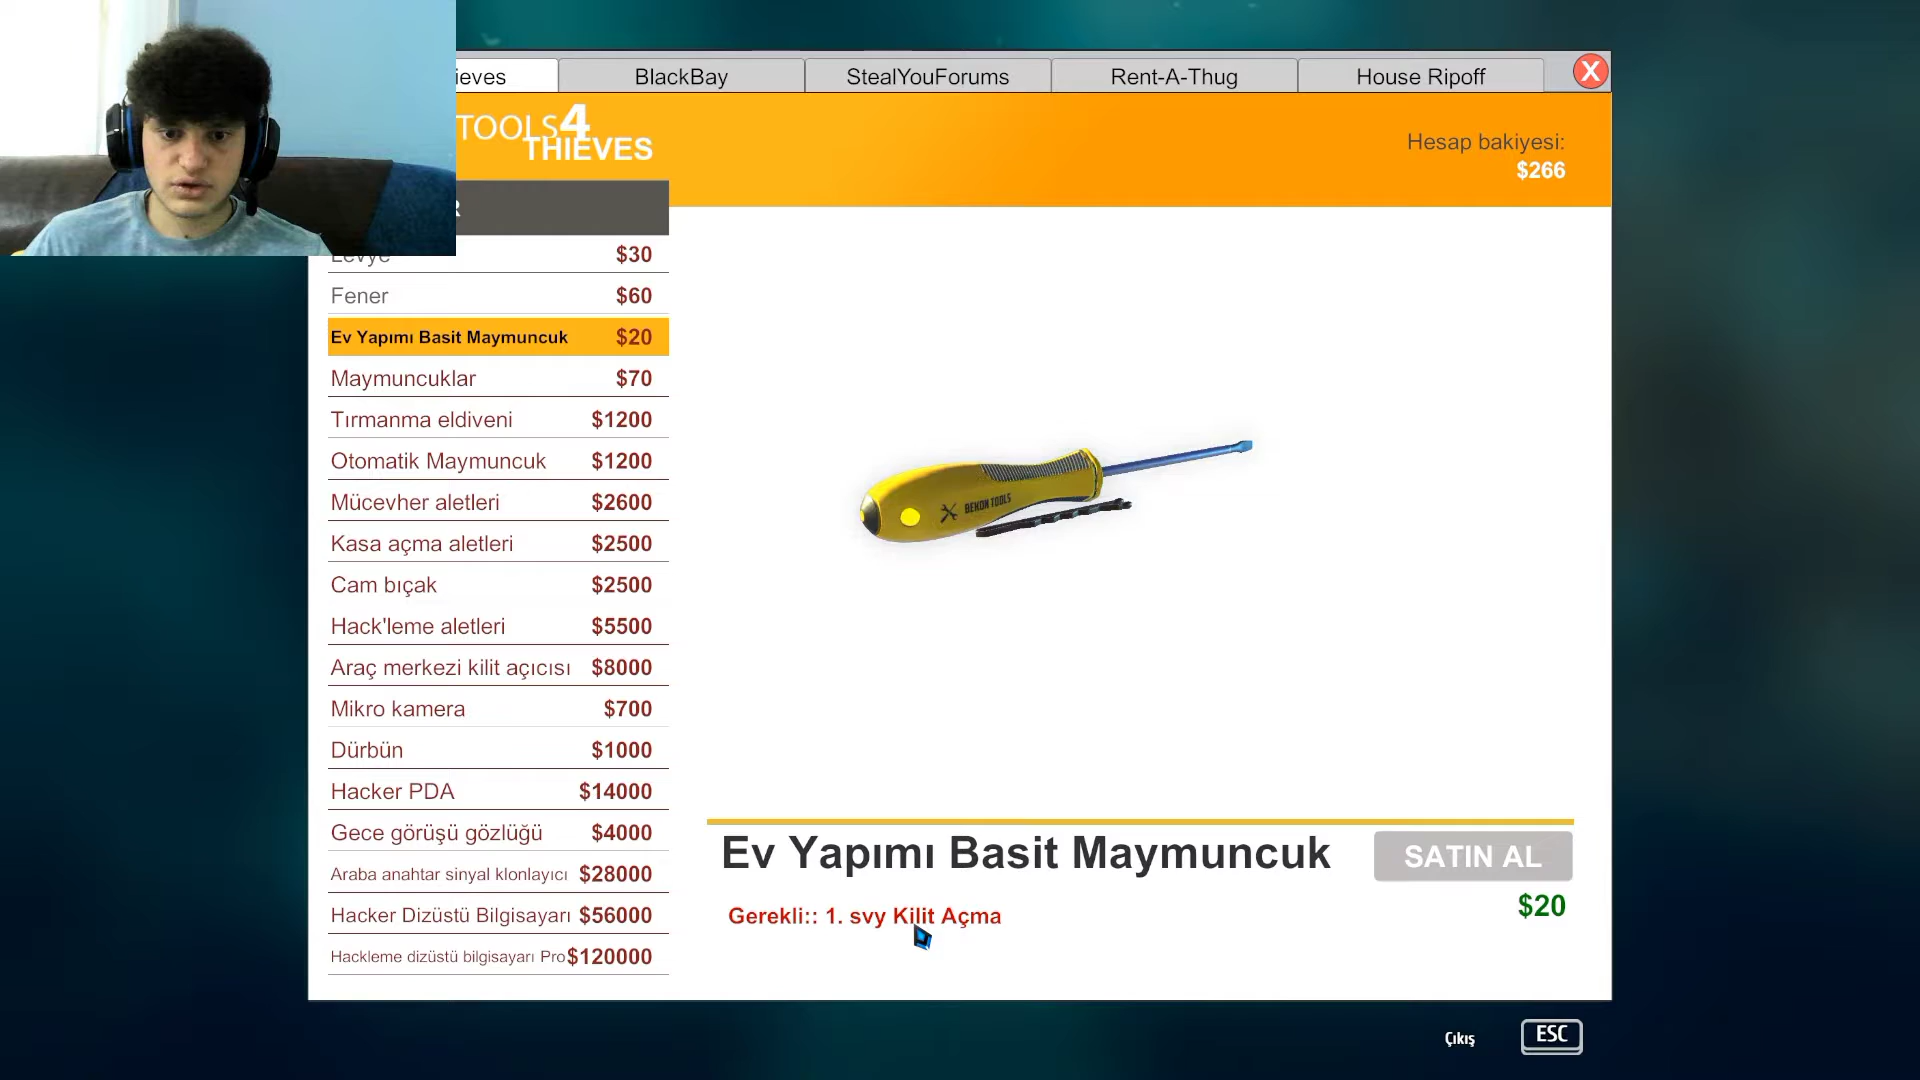 ieves
BlackBay
StealYouForums
Rent-A-Thug
House Ripoff
X
TOOLS4
THIEVES
Hesap bakiyesi:
$266
R
Levye $30
Fener $60
Ev Yapımı Basit Maymuncuk $20
Maymuncuklar $70
Tırmanma eldiveni $1200
Otomatik Maymuncuk $1200
Mücevher aletleri $2600
Kasa açma aletleri $2500
Cam bıçak $2500
Hack'leme aletleri $5500
Araç merkezi kilit açıcısı $8000
Mikro kamera $700
Dürbün $1000
Hacker PDA $14000
Gece görüşü gözlüğü $4000
Araba anahtar sinyal klonlayıcı $28000
Hacker Dizüstü Bilgisayarı $56000
Hackleme dizüstü bilgisayarı Pro $120000
BEKON TOOLS
Ev Yapımı Basit Maymuncuk
SATIN AL
$20
Gerekli:: 1. svy Kilit Açma
Çıkış
ESC